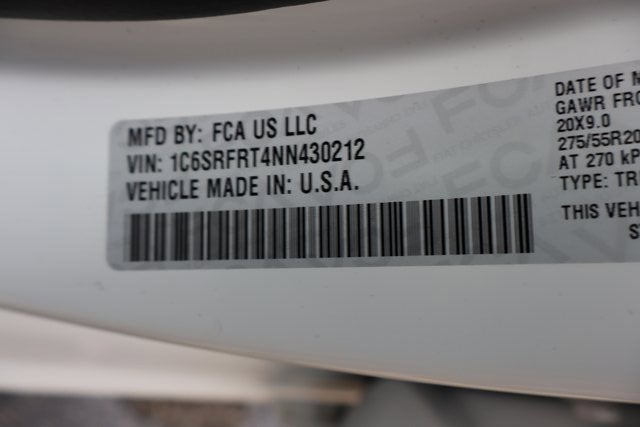 MFD BY: FCA US LLC
VIN: 1C6SRFRT4NN430212
VEHICLE MADE IN: U.S.A.
DATE OF M
GAWR FRO
20X9.0
275/55R20
AT 270 kP
TYPE: TR
THIS VEH
S